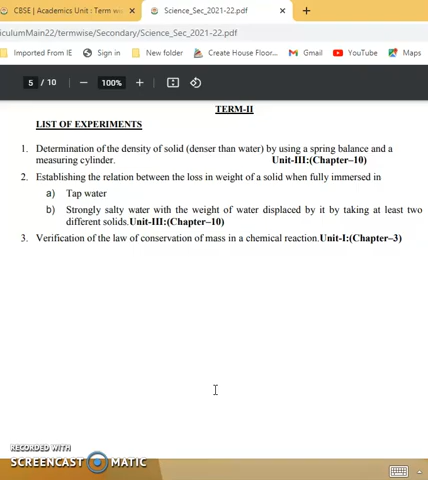 CBSE | Academics Unit : Term w
Science_Sec_2021-22.pdf
iculumMain22/termwise/Secondary/Science_Sec_2021-22.pdf
Imported From IE
Sign in
New folder
Create House Floor...
Gmail
YouTube
Maps
5 / 10
100%
TERM-II
LIST OF EXPERIMENTS
1. Determination of the density of solid (denser than water) by using a spring balance and a
measuring cylinder. Unit-III:(Chapter–10)
2. Establishing the relation between the loss in weight of a solid when fully immersed in
a) Tap water
b) Strongly salty water with the weight of water displaced by it by taking at least two
different solids.Unit-III:(Chapter–10)
3. Verification of the law of conservation of mass in a chemical reaction.Unit-I:(Chapter–3)
RECORDED WITH
SCREENCAST MATIC